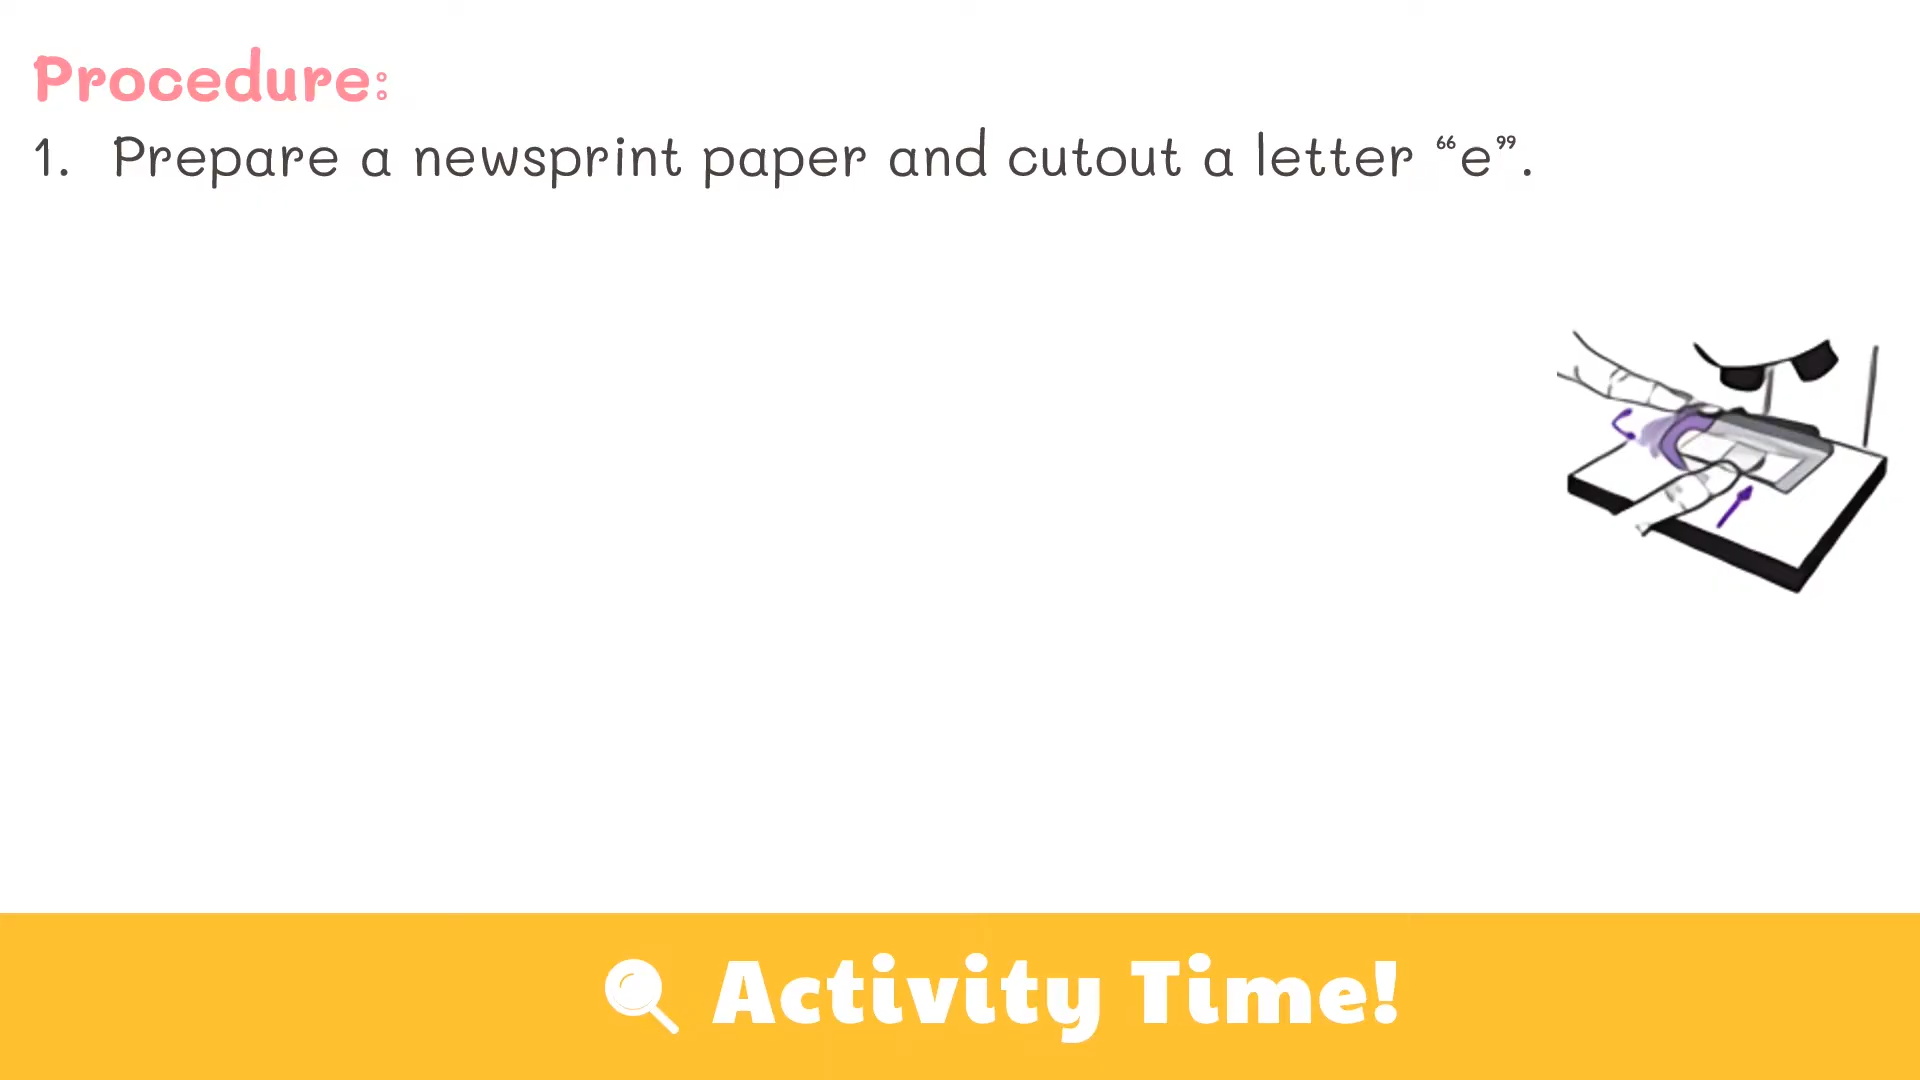 Procedure:
1. Prepare a newsprint paper and cutout a letter “e”.
Activity Time!